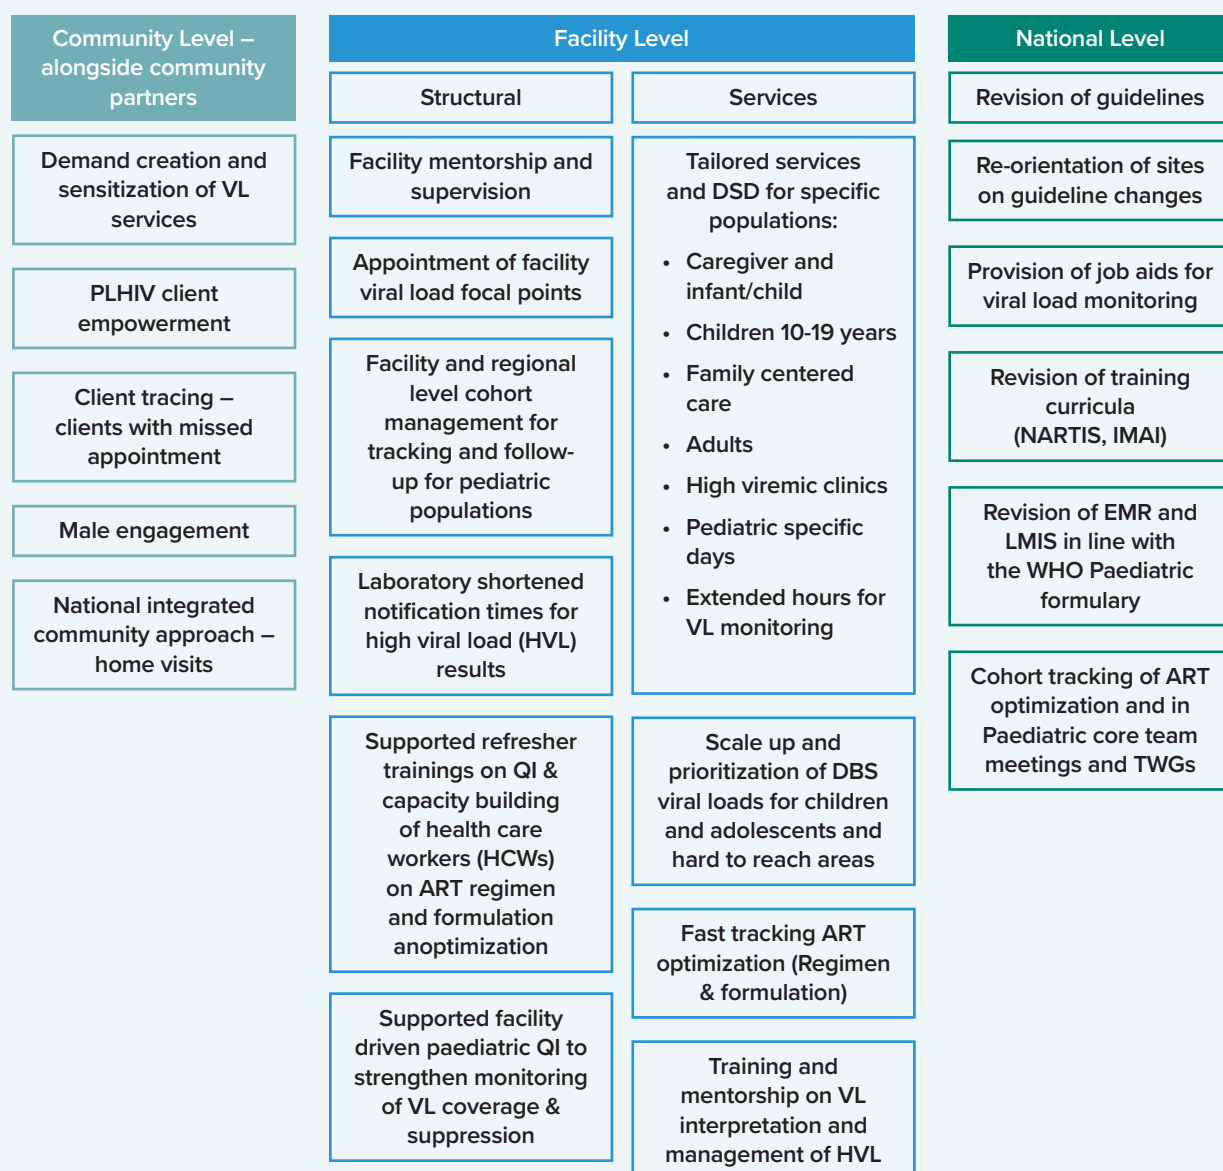 Community Level –
alongside community
partners
Demand creation and
sensitization of VL
services
PLHIV client
empowerment
Client tracing –
clients with missed
appointment
Male engagement
National integrated
community approach –
home visits
Facility Level
Structural
Facility mentorship and
supervision
Appointment of facility
viral load focal points
Facility and regional
level cohort
management for
tracking and follow-
up for pediatric
populations
Laboratory shortened
notification times for
high viral load (HVL)
results
Supported refresher
trainings on QI &
capacity building
of health care
workers (HCWs)
on ART regimen
and formulation
anoptimization
Supported facility
driven paediatric QI to
strengthen monitoring
of VL coverage &
suppression
Services
Tailored services
and DSD for specific
populations:
• Caregiver and
infant/child
• Children 10-19 years
• Family centered
care
• Adults
• High viremic clinics
• Pediatric specific
days
• Extended hours for
VL monitoring
Scale up and
prioritization of DBS
viral loads for children
and adolescents and
hard to reach areas
Fast tracking ART
optimization (Regimen
& formulation)
Training and
mentorship on VL
interpretation and
management of HVL
National Level
Revision of guidelines
Re-orientation of sites
on guideline changes
Provision of job aids for
viral load monitoring
Revision of training
curricula
(NARTIS, IMAI)
Revision of EMR and
LMIS in line with
the WHO Paediatric
formulary
Cohort tracking of ART
optimization and in
Paediatric core team
meetings and TWGs